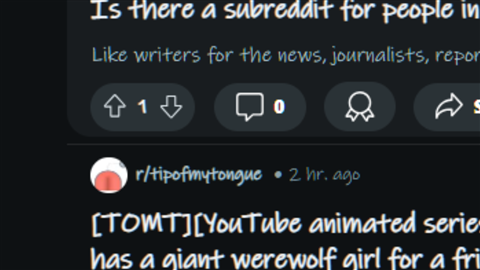 Is there a subreddit for people in
Like writers for the news, journalists, repor
1
0
S
r/tipofmytongue • 2 hr. ago
[TOMT][YouTube animated series
has a giant werewolf girl for a fri